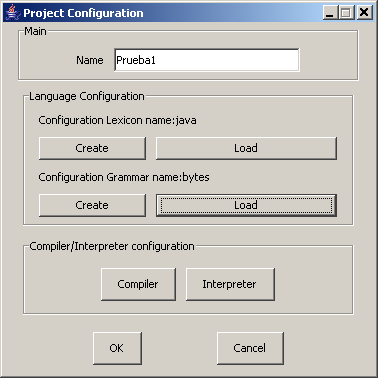 Project Configuration
Main
Name Prueba1
Language Configuration
Configuration Lexicon name:java
Create Load
Configuration Grammar name:bytes
Create Load
Compiler/Interpreter configuration
Compiler Interpreter
OK Cancel